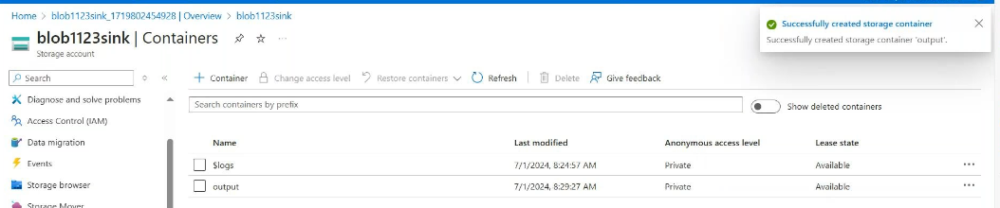 Home > blob1123sink_1719802454928 | Overview > blob1123sink
blob1123sink | Containers
Storage account
Successfully created storage container
Successfully created storage container 'output'.
Search
Container
Change access level
Restore containers
Refresh
Delete
Give feedback
Diagnose and solve problems
Access Control (IAM)
Data migration
Events
Storage browser
Storage Mover
Search containers by prefix
Show deleted containers
Name Last modified Anonymous access level Lease state
$logs 7/1/2024, 8:24:57 AM Private Available
output 7/1/2024, 8:29:27 AM Private Available